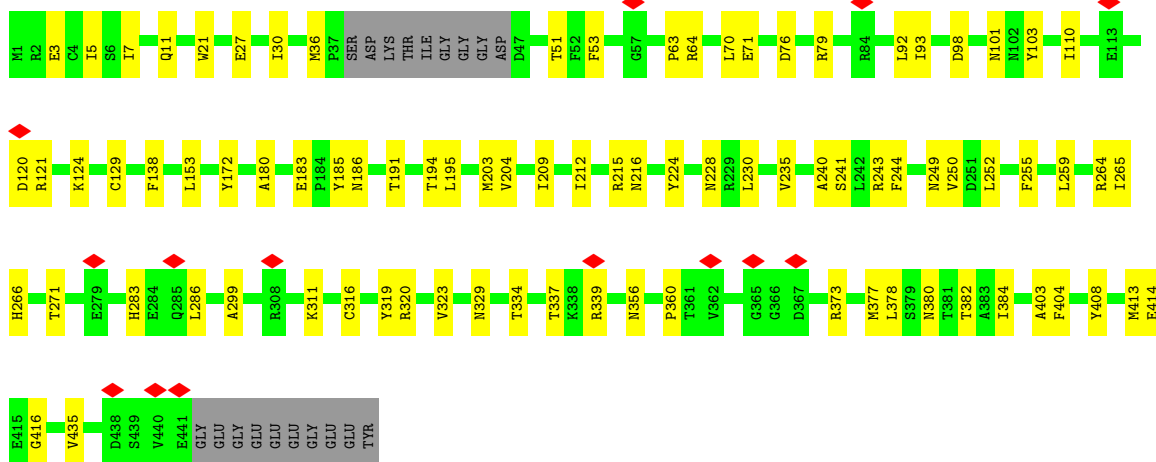 M1 R2 E3 C4 I5 S6 I7 Q11 W21 E27 I30 M36 P37 SER ASP LYS THR ILE GLY GLY GLY ASP D47 T51 F52 F53 G57 P63 R64 L70 E71 D76 R79 R84 L92 I93 D98 N101 N102 Y103 I110 E113
D120 R121 K124 C129 F138 L153 Y172 A180 E183 P184 Y185 N186 T191 T194 L195 M203 V204 I209 I212 R215 N216 Y224 N228 R229 L230 V235 A240 S241 L242 R243 F244 N249 V250 D251 L252 F255 L259 R264 I265
H266 T271 E279 H283 E284 Q285 L286 A299 R308 K311 C316 Y319 R320 V323 N329 T334 T337 K338 R339 N356 P360 T361 V362 G365 G366 D367 R373 M377 L378 S379 N380 T381 T382 A383 I384 A403 F404 Y408 M413 E414
E415 G416 V435 D438 S439 V440 E441 GLY GLU GLY GLU GLU GLU GLY GLU GLU TYR